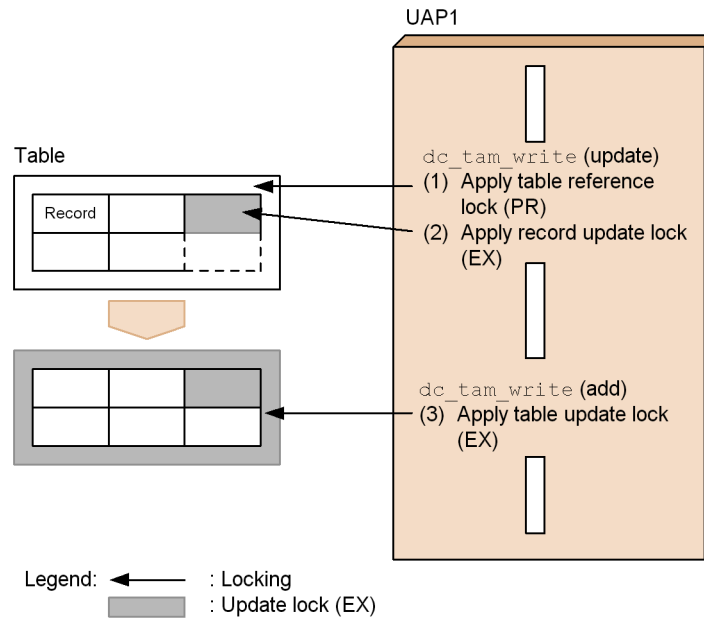 UAP1
Table
Record
dc_tam_write (update)
(1) Apply table reference
lock (PR)
(2) Apply record update lock
(EX)
dc_tam_write (add)
(3) Apply table update lock
(EX)
Legend: : Locking
: Update lock (EX)